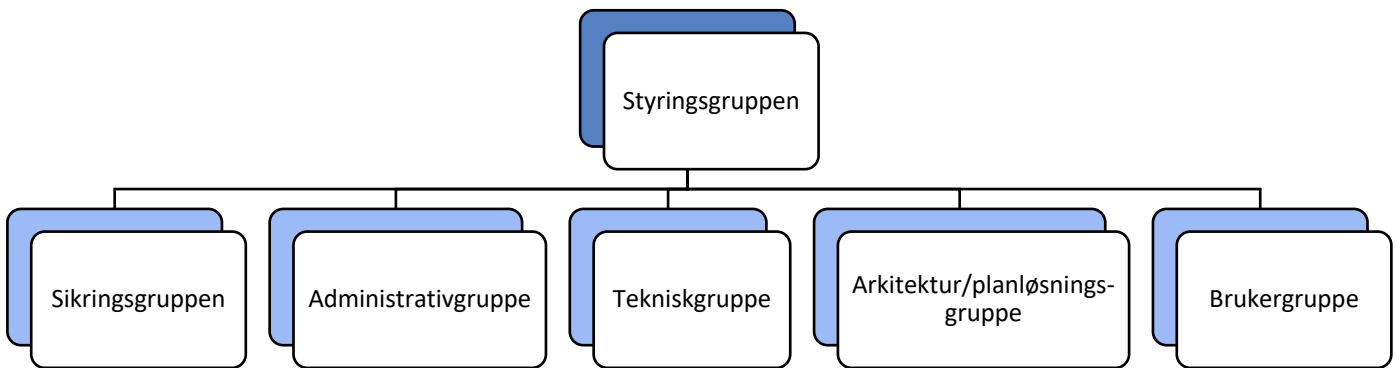 Styringsgruppen
Sikringsgruppen
Administrativgruppe
Tekniskgruppe
Arkitektur/planløsnings-
gruppe
Brukergruppe